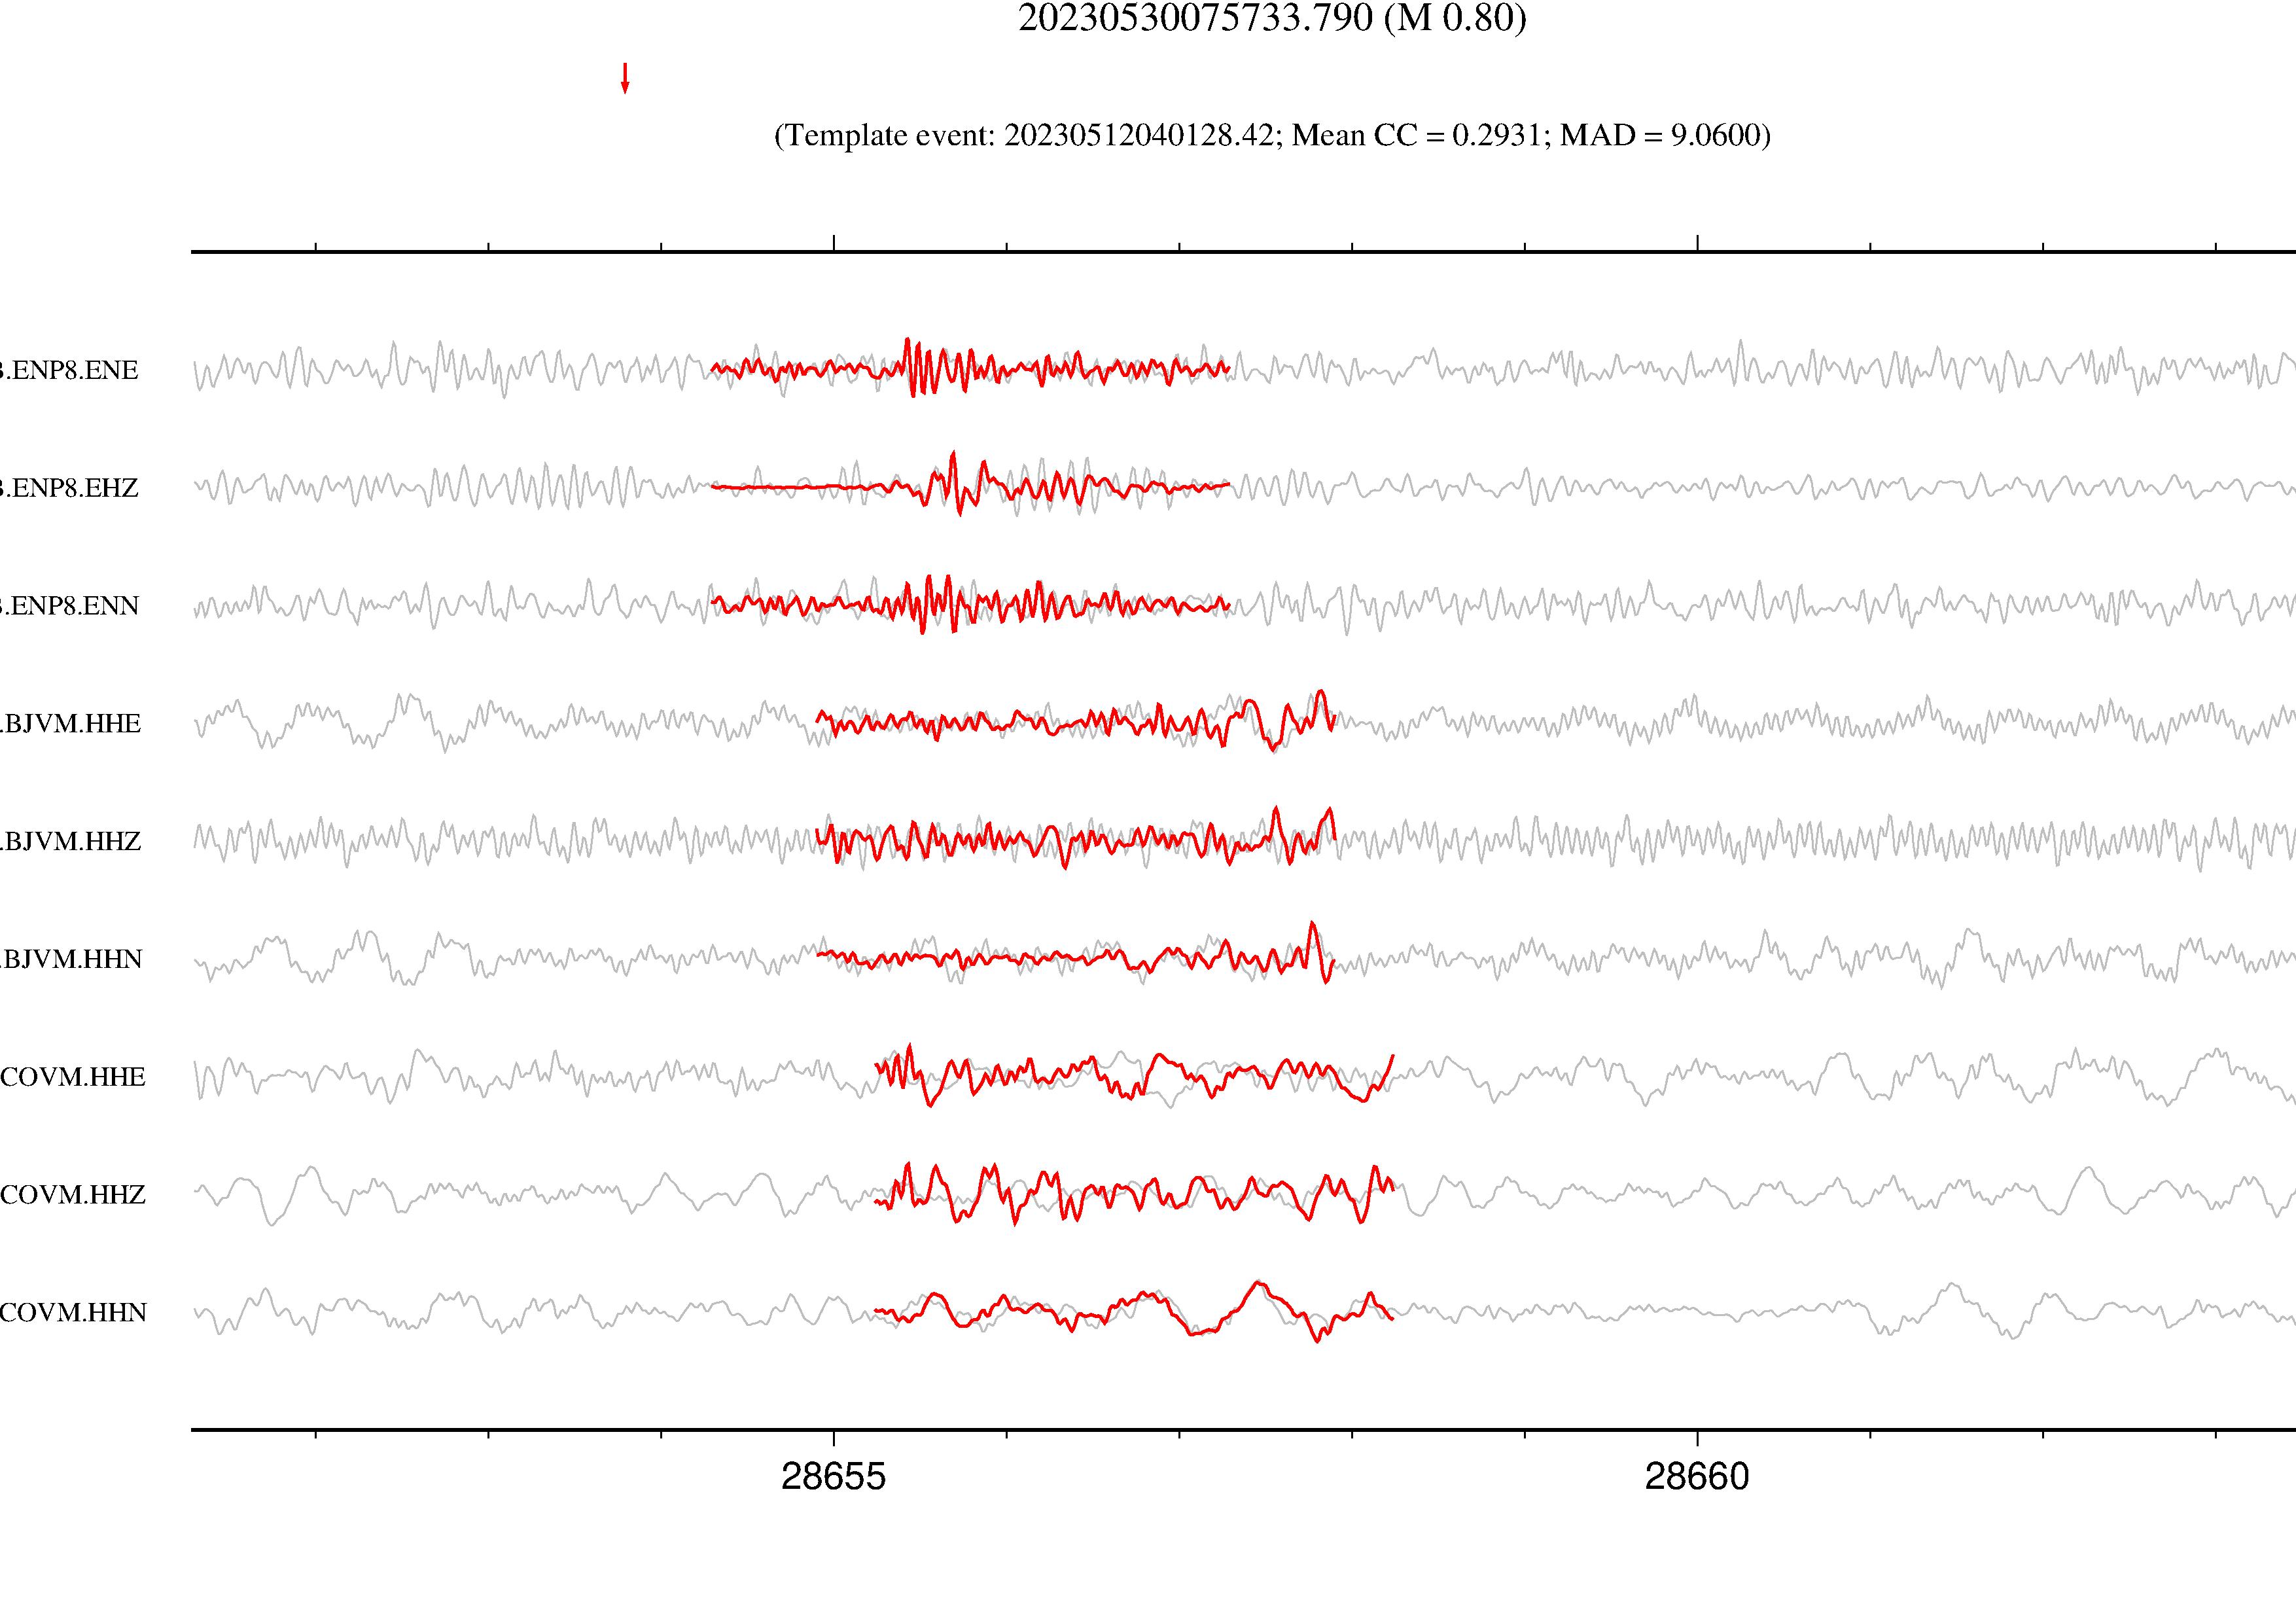 20230530075733.790 (M 0.80)
(Template event: 20230512040128.42; Mean CC = 0.2931; MAD = 9.0600)
.ENP8.ENE
.ENP8.EHZ
.ENP8.ENN
.BJVM.HHE
.BJVM.HHZ
.BJVM.HHN
COVM.HHE
COVM.HHZ
COVM.HHN
28655 28660